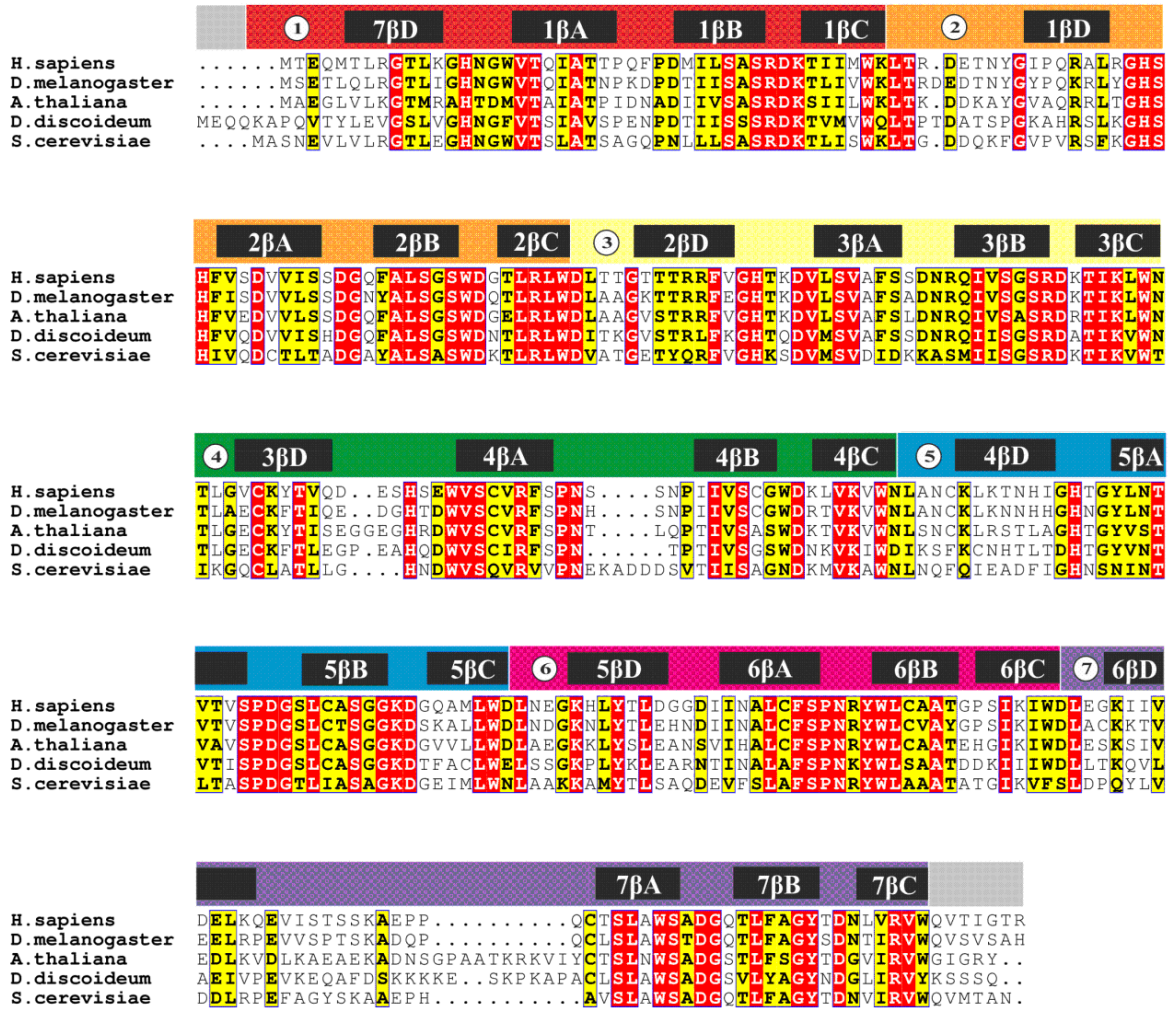 1 7βD 1βA 1βB 1βC 2 1βD
H.sapiens ......MTEQMTLRGTLKGHNGWVTQIATTPQFPDMILSASRDKTIIMWKLTR.DETNYGIPQRALRGHS
D.melanogaster ......MSETLQLRGTLIGHNGWVTQIATNPKDPDTIISASRDKTLIVWKLTRDEDTNYGYPQRRLYGHS
A.thaliana ......MAEGLVLKGTMRAHTDMVTAIATPIDNADIIVSASRDKSIILWKLTK.DDKAYGVAQRRLTGHS
D.discoideum MEQQKAPQVTYLEVGSLVGHNGFVTSIAVSPENPDTIISSSRDKTVMVWQLTPTDATSPGKAHRSLKGHS
S.cerevisiae ....MASNEVLVLRGTLEGHNGWVTSLATSAGQPNLLLSASRDKTLISWKLTG.DDQKFGVPVRSFKGHS
2βA 2βB 2βC 3 2βD 3βA 3βB 3βC
H.sapiens HFVSDVVISSDGQFALSGSWDGTLRLWDLTTGTTTRRFVGHTKDVLSVAFSSDNRQIVSGSRDKTIKLWN
D.melanogaster HFISDVVLSSDGNYALSGSWDQTLRLWDLAAGKTTRRFEGHTKDVLSVAFSADNRQIVSGSRDKTIKLWN
A.thaliana HFVEDVVLSSDGQFALSGSWDGELRLWDLAAGVSTRRFVGHTKDVLSVAFSLDNRQIVSASRDRTIKLWN
D.discoideum HFVQDVVISHDGQFALSGSWDNTLRLWDITKGVSTRLFKGHTQDVMSVAFSSDNRQIISGSRDATIKVWN
S.cerevisiae HIVQDCTLTADGAYALSASWDKTLRLWDVATGETYQRFVGHKSDVMSVDIDKKASMIISGSRDKTIKVWT
4 3βD 4βA 4βB 4βC 5 4βD 5βA
H.sapiens TLGVCKYTVQD..ESHSEWVSCVRFSPNS....SNPIIVSCGWDKLVKVWNLANCKLKTNHIGHTGYLNT
D.melanogaster TLAECKFTIQE..DGHTDWVSCVRFSPNH....SNPIIVSCGWDRTVKVWNLANCKLKNNHHGHNGYLNT
A.thaliana TLGECKYTISEGGEGHRDWVSCVRFSPNT....LQPTIVSASWDKTVKVWNLSNCKLRSTLAGHTGYVST
D.discoideum TLGECKFTLEGP.EAHQDWVSCIRFSPN......TPTIVSGSWDNKVKIWDIKSFKCNHTLTDHTGYVNT
S.cerevisiae IKGQCLATLLG....HNDWVSQVRVVPNEKADDDSVTIISAGNDKMVKAWNLNQFQIEADFIGHNSNINT
5βB 5βC 6 5βD 6βA 6βB 6βC 7 6βD
H.sapiens VTVSPDGSLCASGGKDGQAMLWDLNEGKHLYTLDGGDIINALCFSPNRYWLCAATGPSIKIWDLEGKIIV
D.melanogaster VTVSPDGSLCTSGGKDSKALLWDLNDGKNLYTLEHNDIINALCFSPNRYWLCVAYGPSIKIWDLACKKTV
A.thaliana VAVSPDGSLCASGGKDGVVLLWDLAEGKKLYSLEANSVIHALCFSPNRYWLCAATEHGIKIWDLESKSIV
D.discoideum VTISPDGSLCASGGKDTFACLWELSSGKPLYKLEARNTINALAFSPNKYWLSAATDDKIIIWDLLTKQVL
S.cerevisiae LTASPDGTLIASAGKDGEIMLWNLAAKKAMYTLSAQDEVFSLAFSPNRYWLAAATATGIKVFSLDPQYLV
7βA 7βB 7βC
H.sapiens DELKQEVISTSSKAEPP..........QCTSLAWSADGQTLFAGYTDNLVRVWQVTIGTR
D.melanogaster EELRPEVVSPTSKADQP..........QCLSLAWSTDGQTLFAGYSDNTIRVWQVSVSAH
A.thaliana EDLKVDLKAEAEKADNSGPAATKRKVIYCTSLNWSADGSTLFSGYTDGVIRVWGIGRY..
D.discoideum AEIVPEVKEQAFDSKKKKE...SKPKAPACLSLAWSADGSVLYAGYNDGLIRVYKSSSQ.
S.cerevisiae DDLRPEFAGYSKAAEPH..........AVSLAWSADGQTLFAGYTDNVIRVWQVMTAN.